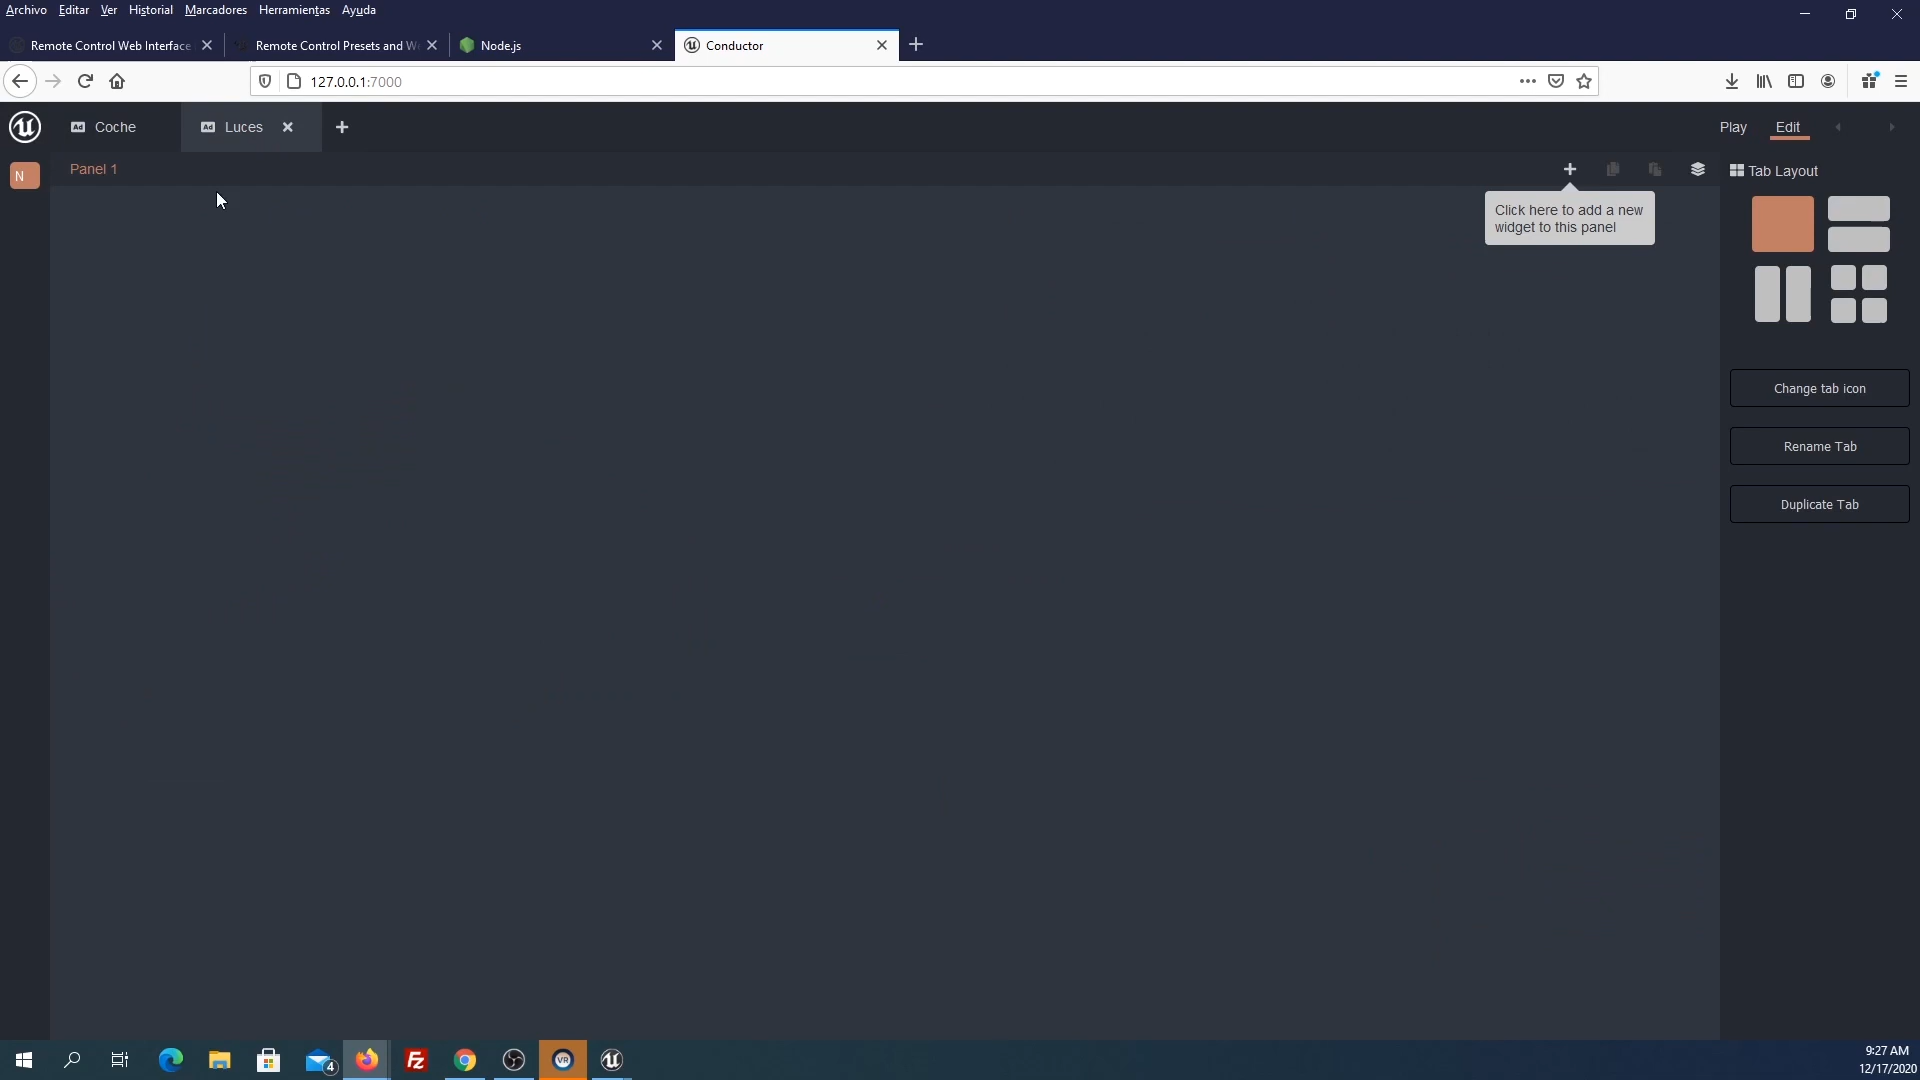 Archivo Editar Ver Historial Marcadores Herramientas Ayuda
Remote Control Web Interface
Remote Control Presets and W
Node.js
Conductor
127.0.0.1:7000
Coche
Luces
Play
Edit
N
Panel 1
Tab Layout
Click here to add a new
widget to this panel
Change tab icon
Rename Tab
Duplicate Tab
4
VR
9:27 AM
12/17/2020